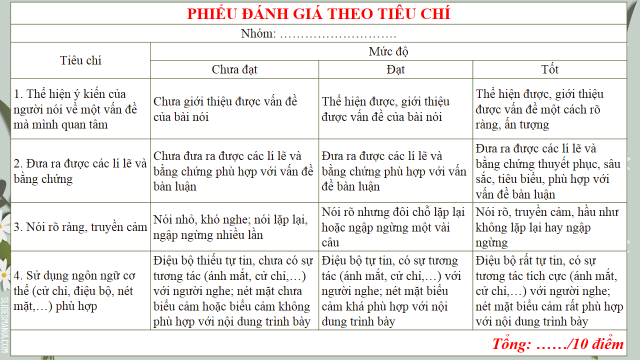 PHIẾU ĐÁNH GIÁ THEO TIÊU CHÍ
Nhóm: ……………………….
Tiêu chí
Mức độ
Chưa đạt
Đạt
Tốt
1. Thể hiện ý kiến của
người nói về một vấn đề
mà mình quan tâm
Chưa giới thiệu được vấn đề
của bài nói
Thể hiện được, giới thiệu
được vấn đề của bài nói
Thể hiện được, giới thiệu
được vấn đề một cách rõ
ràng, ấn tượng
2. Đưa ra được các lí lẽ và
bằng chứng
Chưa đưa ra được các lí lẽ và
bằng chứng phù hợp với vấn đề
bàn luận
Đưa ra được các lí lẽ và
bằng chứng phù hợp với vấn
đề bàn luận
Đưa ra được các lí lẽ và
bằng chứng thuyết phục, sâu
sắc, tiêu biểu, phù hợp với
vấn đề bàn luận
3. Nói rõ ràng, truyền cảm
Nói nhỏ, khó nghe; nói lặp lại,
ngập ngừng nhiều lần
Nói rõ nhưng đôi chỗ lặp lại
hoặc ngập ngừng một vài
câu
Nói rõ, truyền cảm, hầu như
không lặp lại hay ngập
ngừng
4. Sử dụng ngôn ngữ cơ
thể (cử chỉ, điệu bộ, nét
mặt,…) phù hợp
Điệu bộ thiếu tự tin, chưa có sự
tương tác (ánh mắt, cử chỉ,…)
với người nghe; nét mặt chưa
biểu cảm hoặc biểu cảm không
phù hợp với nội dung trình bày
Điệu bộ tự tin, có sự tương
tác (ánh mắt, cử chỉ,…) với
người nghe; nét mặt biểu
cảm khá phù hợp với nội
dung trình bày
Điệu bộ rất tự tin, có sự
tương tác tích cực (ánh mắt,
cử chỉ,…) với người nghe;
nét mặt biểu cảm rất phù hợp
với nội dung trình bày
Tổng: ……/10 điểm
SLIDESMANIA.COM